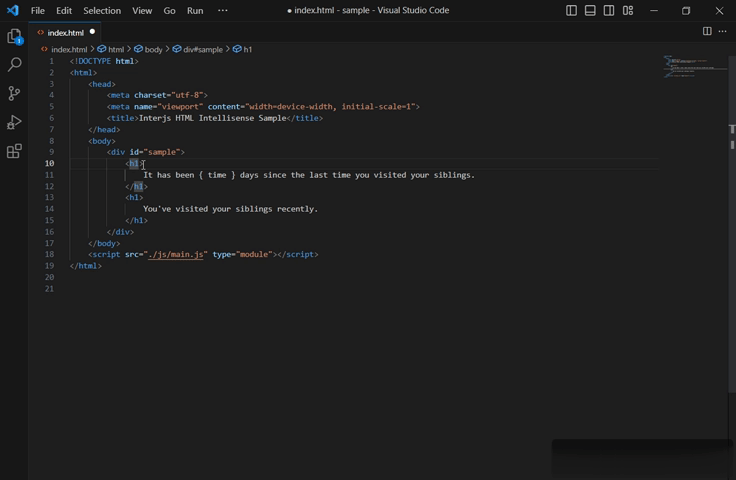 File Edit Selection View Go Run ··· ● index.html - sample - Visual Studio Code
index.html ●
index.html > html > body > div#sample > h1
1 <!DOCTYPE html>
2 <html>
3 <head>
4 <meta charset="utf-8">
5 <meta name="viewport" content="width=device-width, initial-scale=1">
6 <title>Interjs HTML Intellisense Sample</title>
7 </head>
8 <body>
9 <div id="sample">
10 <h1>
11 It has been { time } days since the last time you visited your siblings.
12 </h1>
13 <h1>
14 You've visited your siblings recently.
15 </h1>
16 </div>
17 </body>
18 <script src="./js/main.js" type="module"></script>
19 </html>
20
21
1